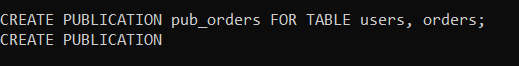 CREATE PUBLICATION pub_orders FOR TABLE users, orders;
CREATE PUBLICATION